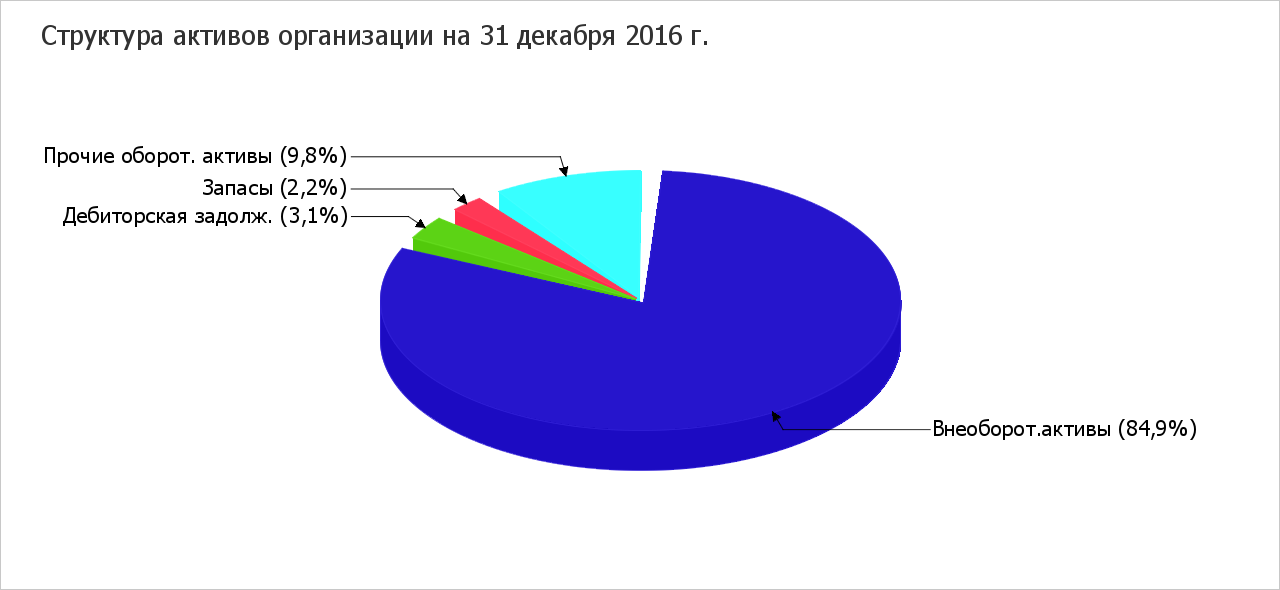 Структура активов организации на 31 декабря 2016 г.
Прочие оборот. активы (9,8%)
Запасы (2,2%)
Дебиторская задолж. (3,1%)
Внеоборот.активы (84,9%)